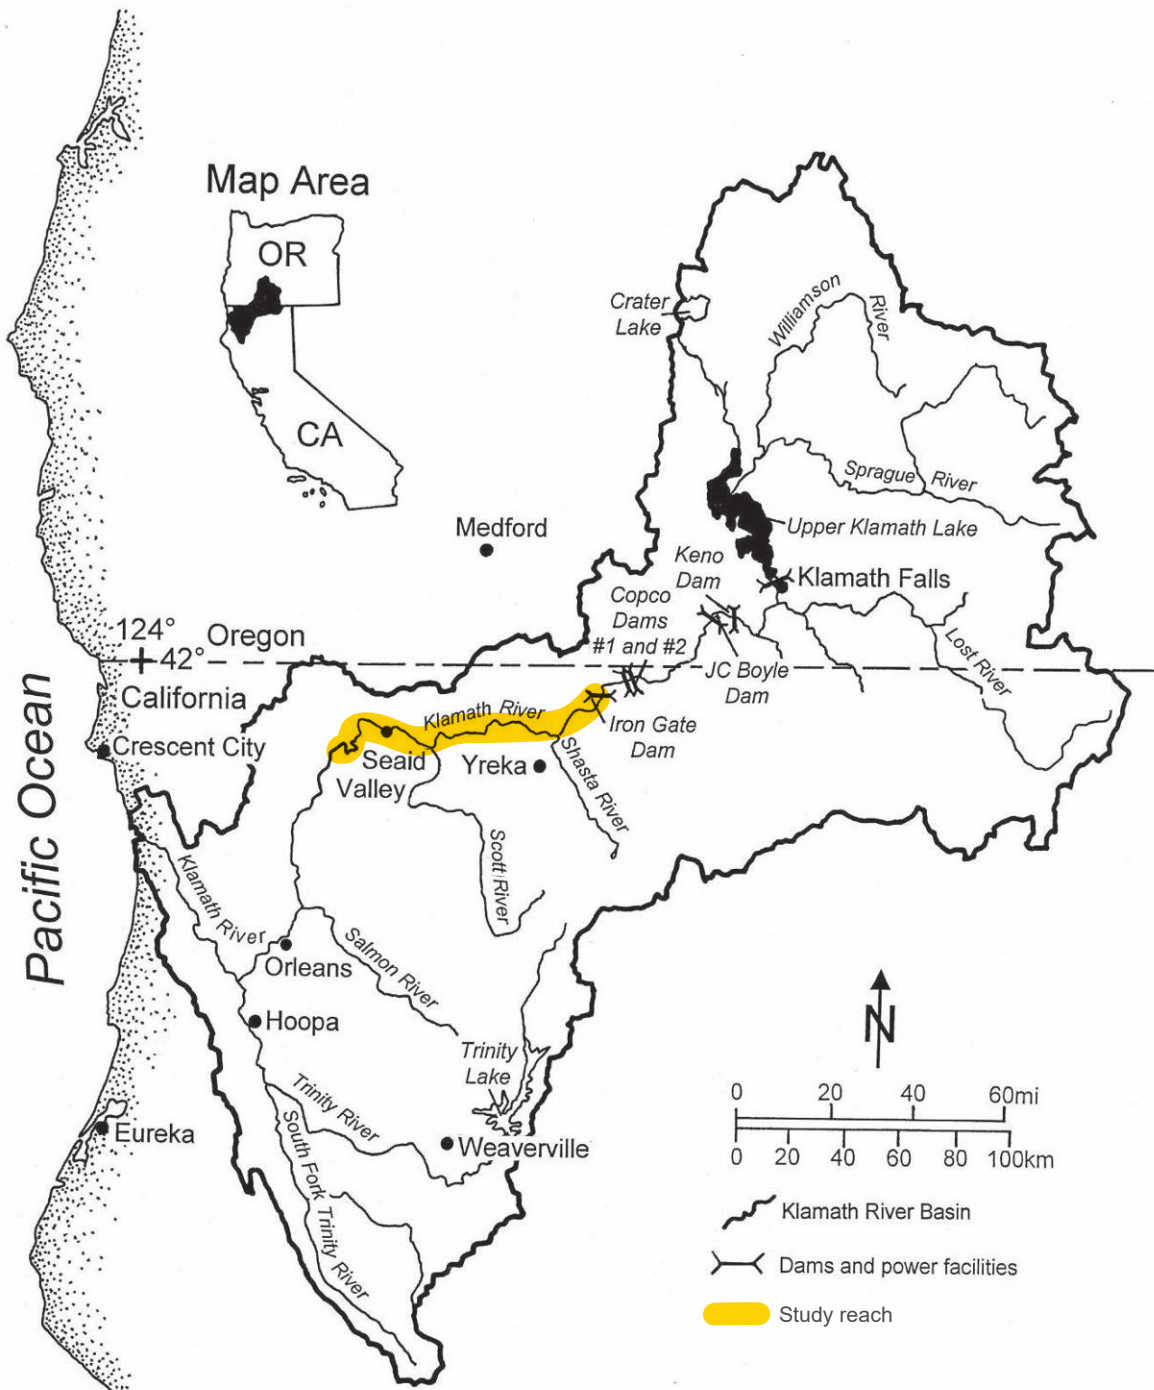 Map Area
OR
CA
Crater
Lake
Williamson
River
Sprague
River
Upper Klamath Lake
Medford
Keno
Dam
Klamath Falls
Copco
Dams
#1 and #2
JC Boyle
Dam
Lost River
124°
42°
Oregon
California
Crescent City
Pacific Ocean
Klamath River
Iron Gate
Dam
Seaid
Valley
Yreka
Shasta River
Scott River
Klamath River
Salmon River
Orleans
Hoopa
Trinity
Lake
Trinity River
South Fork Trinity River
Weaverville
Eureka
N
0 20 40 60mi
0 20 40 60 80 100km
Klamath River Basin
Dams and power facilities
Study reach